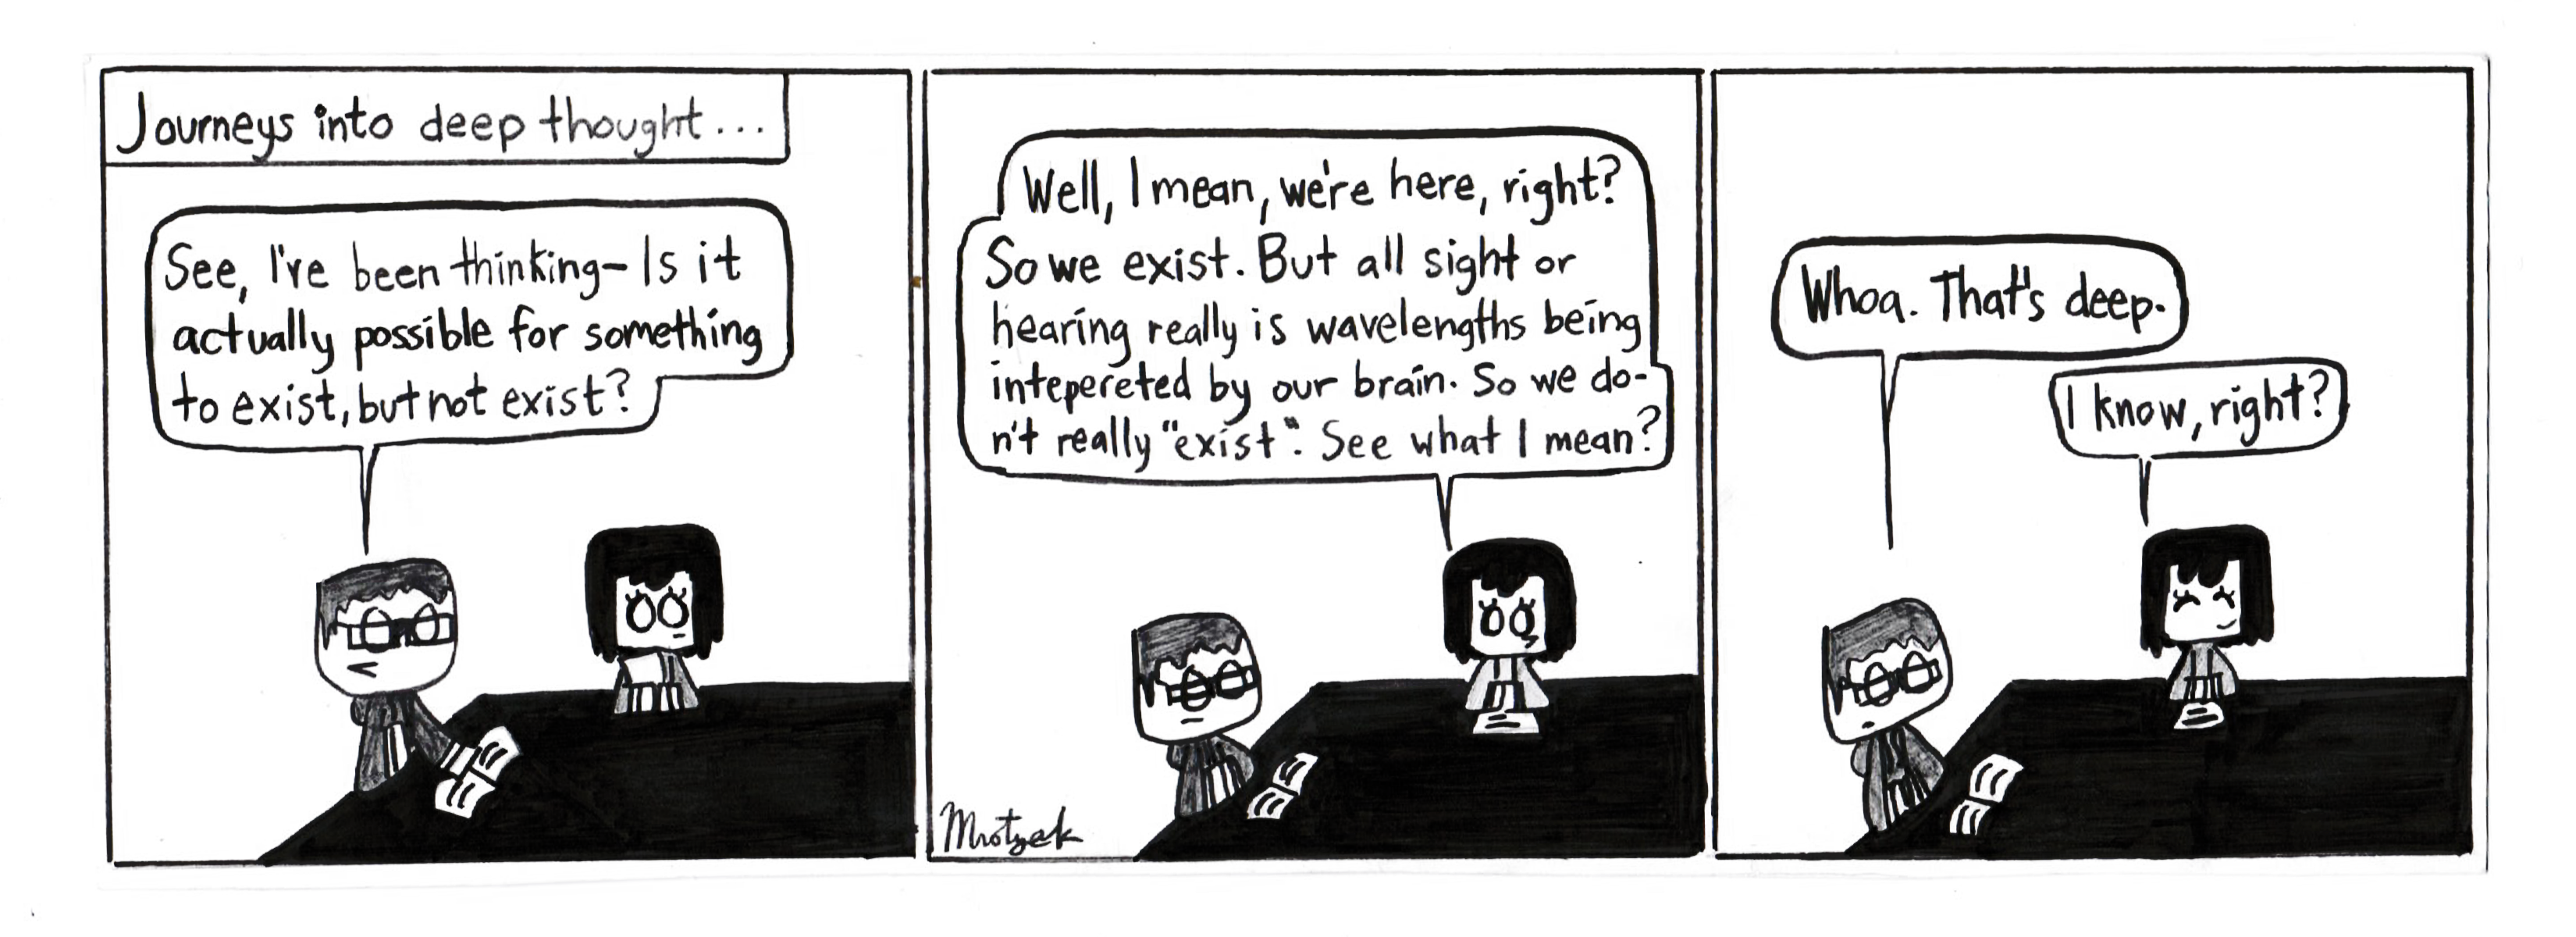 Journeys into deep thought...
See, I've been thinking- Is it
actually possible for something
to exist, but not exist?
Well, I mean, we're here, right?
So we exist. But all sight or
hearing really is wavelengths being
intepereted by our brain. So we do-
n't really "exist". See what I mean?
Mrotzek
Whoa. That's deep.
I know, right?